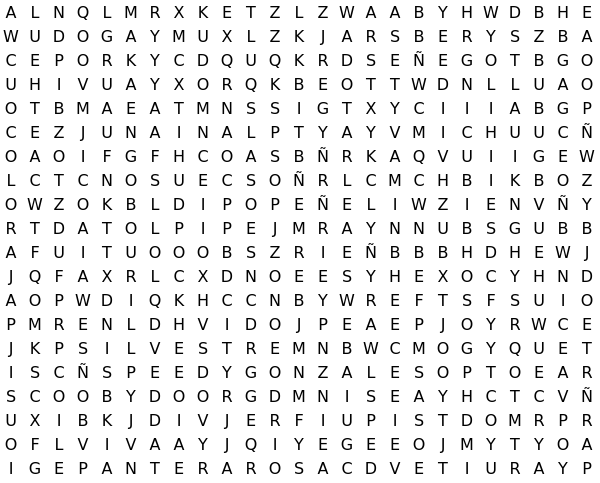 A L N Q L M R X K E T Z L Z W A A B Y H W D B H E
W U D O G A Y M U X L Z K J A R S B E R Y S Z B A
C E P O R K Y C D Q U Q K R D S E Ñ E G O T B G O
U H I V U A Y X O R Q K B E O T T W D N L L U A O
O T B M A E A T M N S S I G T X Y C I I I A B G P
C E Z J U N A I N A L P T Y A Y V M I C H U U C Ñ
O A O I F G F H C O A S B Ñ R K A Q V U I I G E W
L C T C N O S U E C S O Ñ R L C M C H B I K B O Z
O W Z O K B L D I P O P E Ñ E L I W Z I E N V Ñ Y
R T D A T O L P I P E J M R A Y N N U B S G U B B
A F U I T U O O O B S Z R I E Ñ B B B H D H E W J
J Q F A X R L C X D N O E E S Y H E X O C Y H N D
A O P W D I Q K H C C N B Y W R E F T S F S U I O
P M R E N L D H V I D O J P E A E P J O Y R W C E
J K P S I L V E S T R E M N B W C M O G Y Q U E T
I S C Ñ S P E E D Y G O N Z A L E S O P T O E A R
S C O O B Y D O O R G D M N I S E A Y H C T C V Ñ
U X I B K J D I V J E R F I U P I S T D O M R P R
O F L V I V A A Y J Q I Y E G E E O J M Y T Y O A
I G E P A N T E R A R O S A C D V E T I U R A Y P